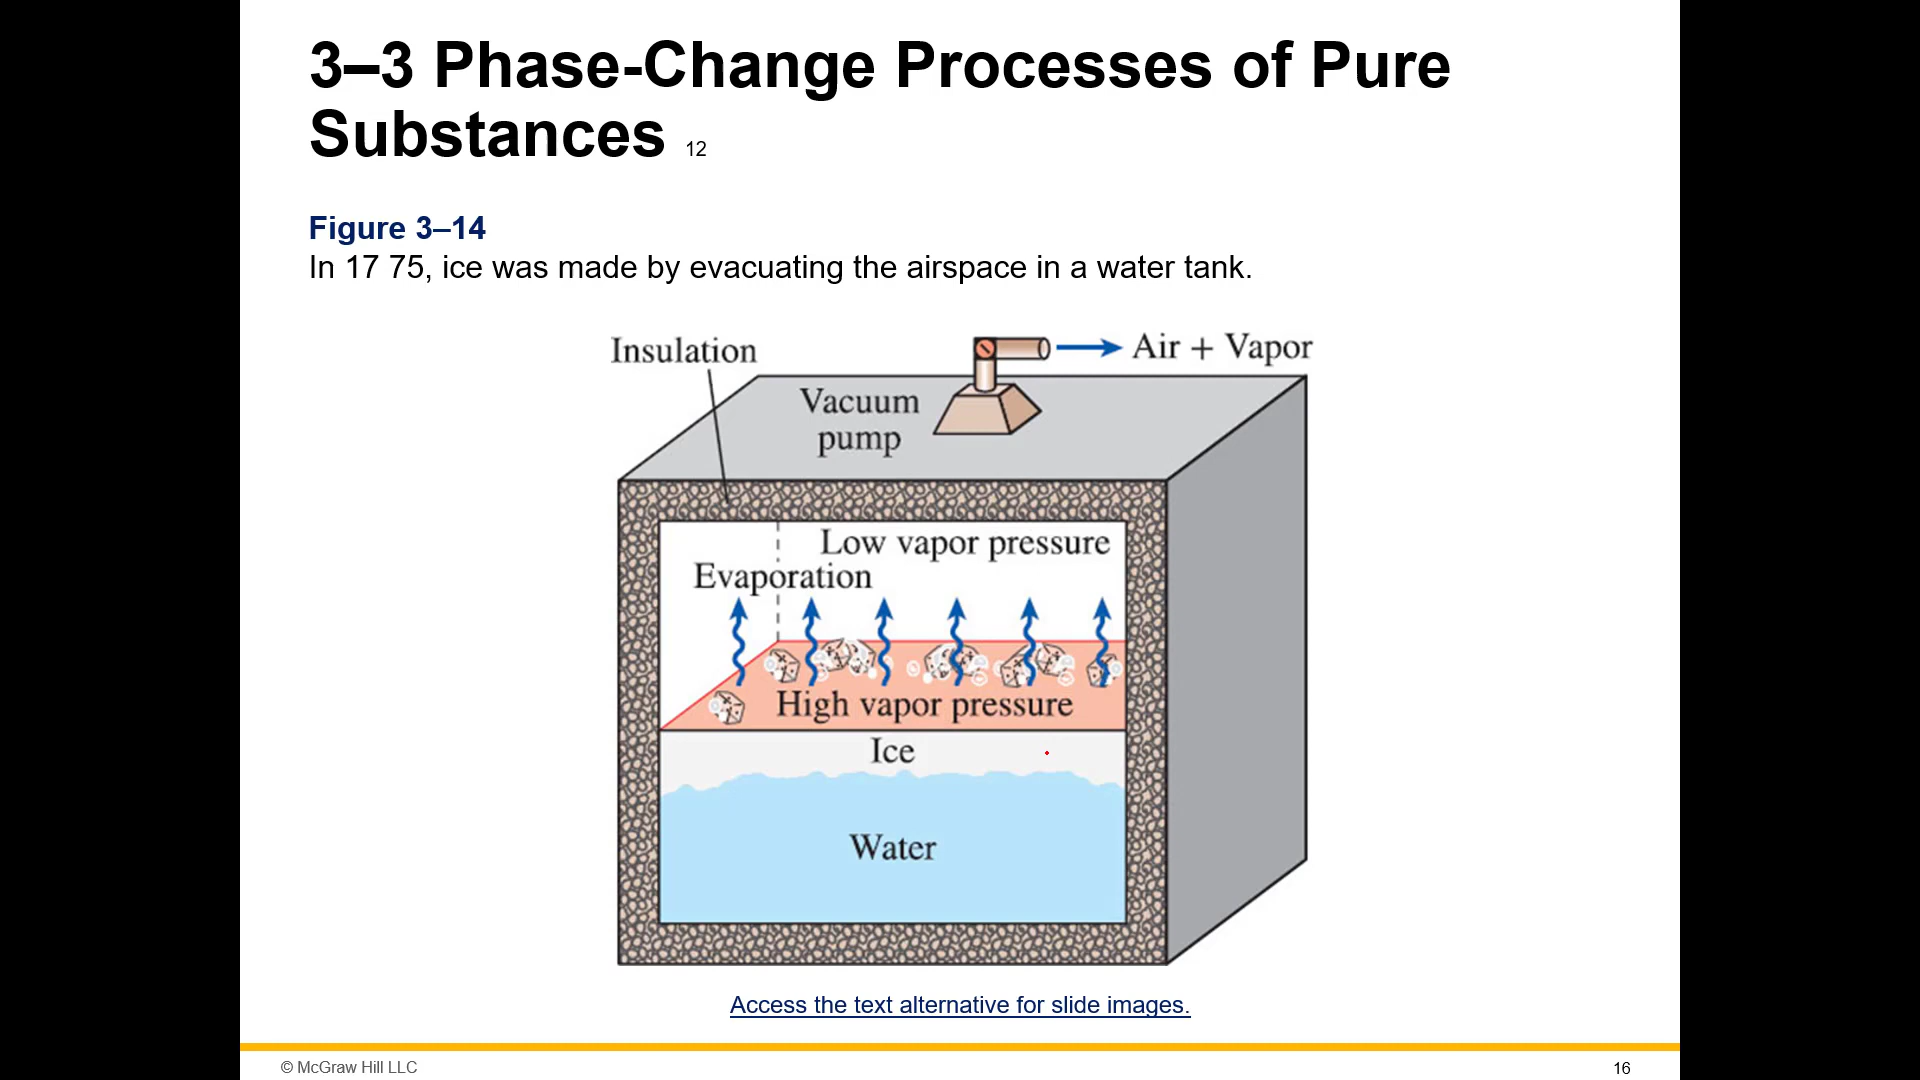 3–3 Phase-Change Processes of Pure
Substances 12
Figure 3–14
In 17 75, ice was made by evacuating the airspace in a water tank.
Insulation
Air + Vapor
Vacuum
pump
Low vapor pressure
Evaporation
High vapor pressure
Ice
Water
Access the text alternative for slide images.
© McGraw Hill LLC
16